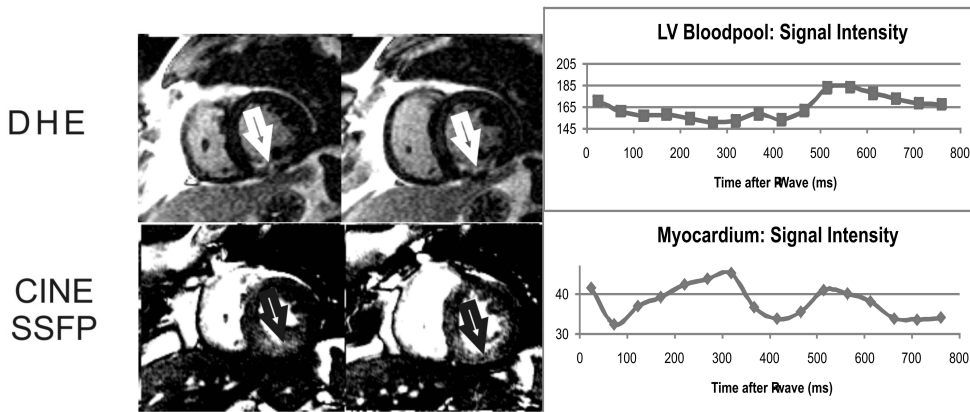 DHE
CINE
SSFP
LV Bloodpool: Signal Intensity
205
185
165
145
0 100 200 300 400 500 600 700 800
Time after RWave (ms)
Myocardium: Signal Intensity
40
30
0 100 200 300 400 500 600 700 800
Time after Rwave (ms)